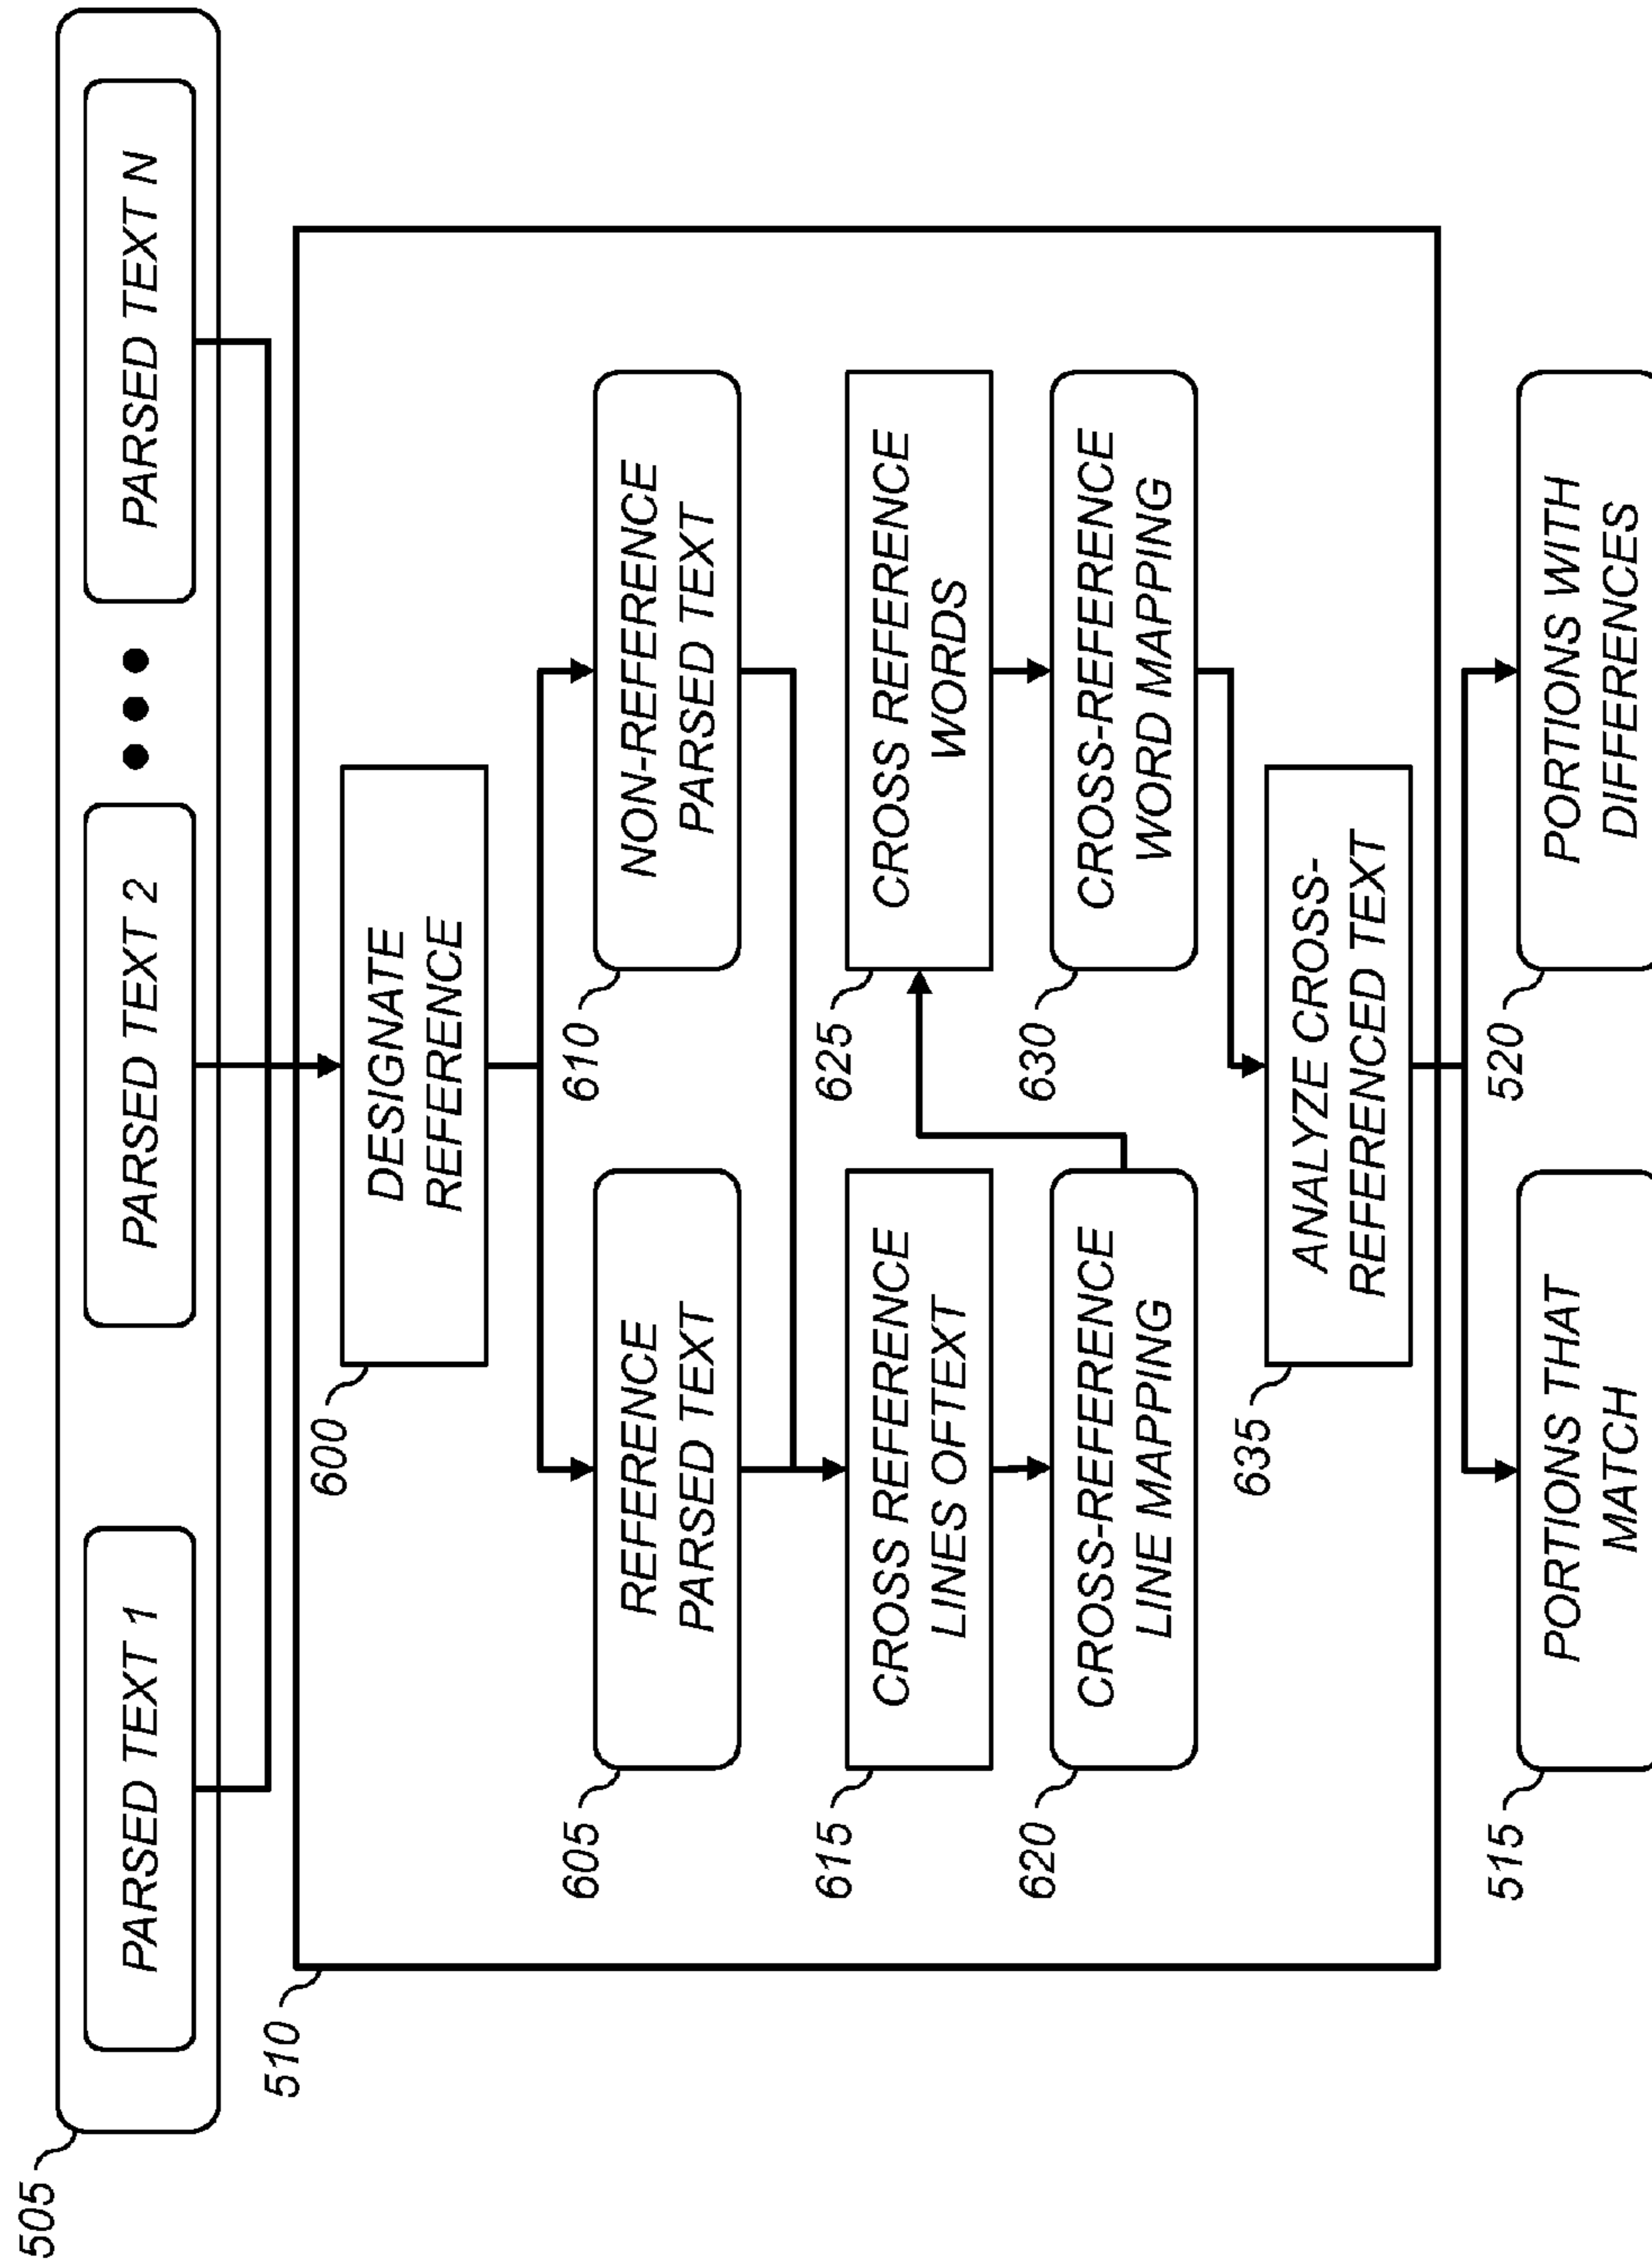 505
PARSED TEXT 1
PARSED TEXT 2
PARSED TEXT N
510
600
DESIGNATE
REFERENCE
605
REFERENCE
PARSED TEXT
610
NON-REFERENCE
PARSED TEXT
615
CROSS REFERENCE
LINES OFTEXT
625
CROSS REFERENCE
WORDS
620
CROSS-REFERENCE
LINE MAPPING
630
CROSS-REFERENCE
WORD MAPPING
635
ANALYZE CROSS-
REFERENCED TEXT
515
PORTIONS THAT
MATCH
520
PORTIONS WITH
DIFFERENCES